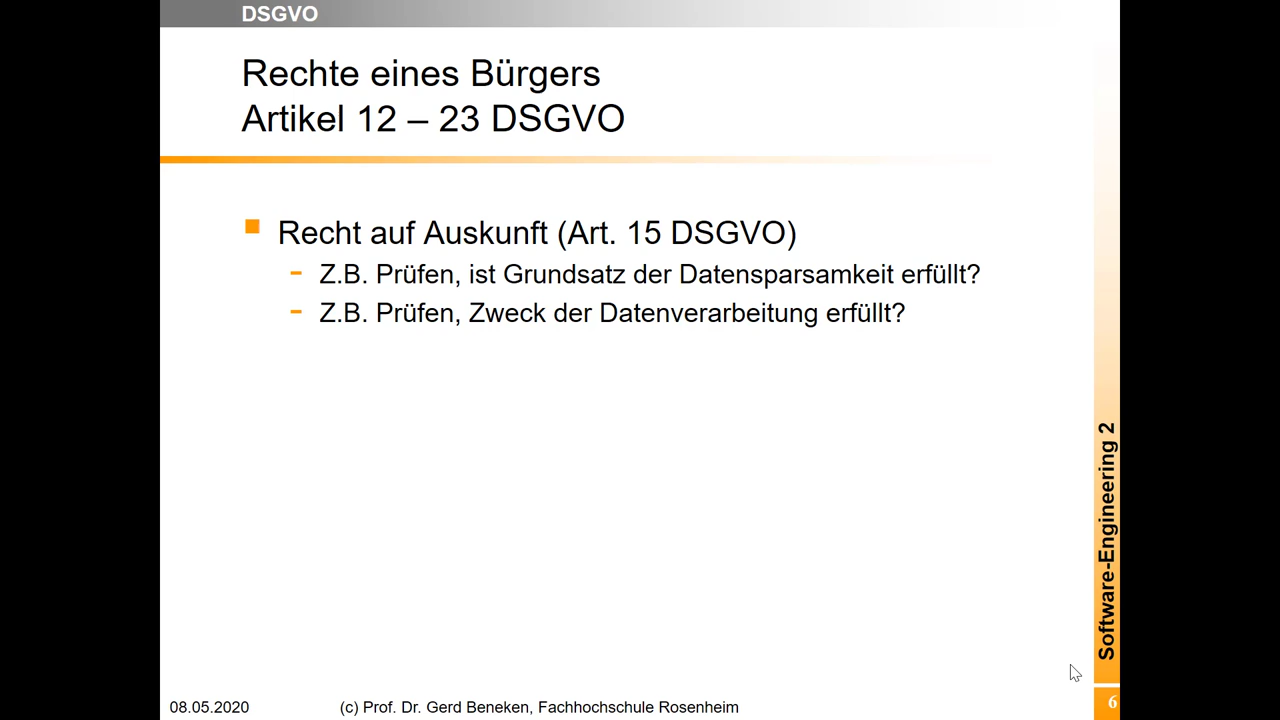 DSGVO
Rechte eines Bürgers
Artikel 12 – 23 DSGVO
Recht auf Auskunft (Art. 15 DSGVO)
- Z.B. Prüfen, ist Grundsatz der Datensparsamkeit erfüllt?
- Z.B. Prüfen, Zweck der Datenverarbeitung erfüllt?
Software-Engineering 2
08.05.2020
(c) Prof. Dr. Gerd Beneken, Fachhochschule Rosenheim
6